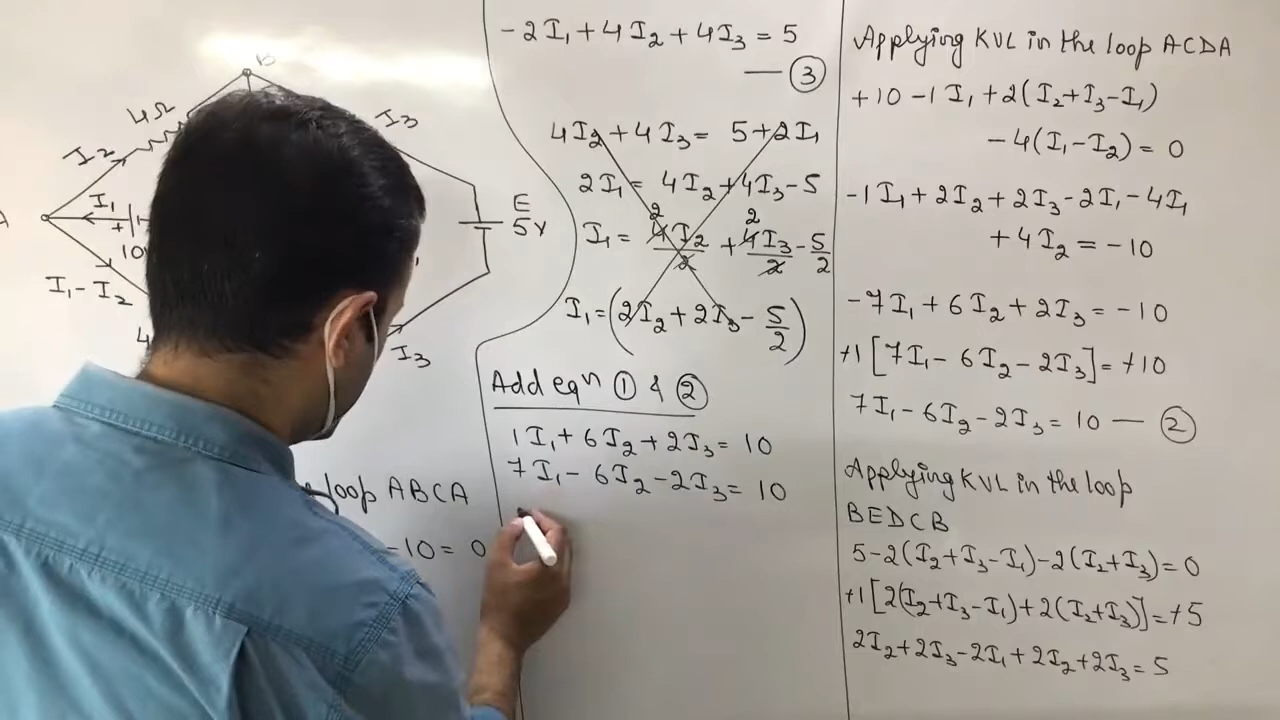 B
4Ω
I₃
I₂
A
I₁
+
10
E
5V
I₁-I₂
4
I₃
loop ABCA
-10 = 0
-2I₁ + 4I₂ + 4I₃ = 5
— ③
4I₂ + 4I₃ = 5 + 2I₁
2I₁ = 4I₂ + 4I₃ - 5
I₁ = 4I₂/2 + 4I₃/2 - 5/2
2 2
I₁ = (2I₂ + 2I₃ - 5/2)
Add eqⁿ ① & ②
1I₁ + 6I₂ + 2I₃ = 10
7I₁ - 6I₂ - 2I₃ = 10
Applying KVL in the loop ACDA
+10 - 1I₁ + 2(I₂+I₃-I₁)
-4(I₁-I₂) = 0
-1I₁ + 2I₂ + 2I₃ - 2I₁ - 4I₁
+ 4I₂ = -10
-7I₁ + 6I₂ + 2I₃ = -10
+1[7I₁ - 6I₂ - 2I₃] = +10
7I₁ - 6I₂ - 2I₃ = 10 — ②
Applying KVL in the loop
BEDCB
5-2(I₂+I₃-I₁)-2(I₂+I₃)=0
+1[2(I₂+I₃-I₁)+2(I₂+I₃)]=+5
2I₂+2I₃-2I₁+2I₂+2I₃=5